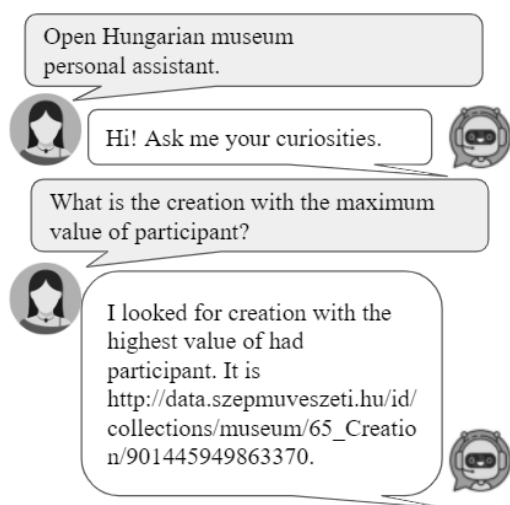 Open Hungarian museum
personal assistant.
Hi! Ask me your curiosities.
What is the creation with the maximum
value of participant?
I looked for creation with the
highest value of had
participant. It is
http://data.szepmuveszeti.hu/id/
collections/museum/65_Creatio
n/901445949863370.